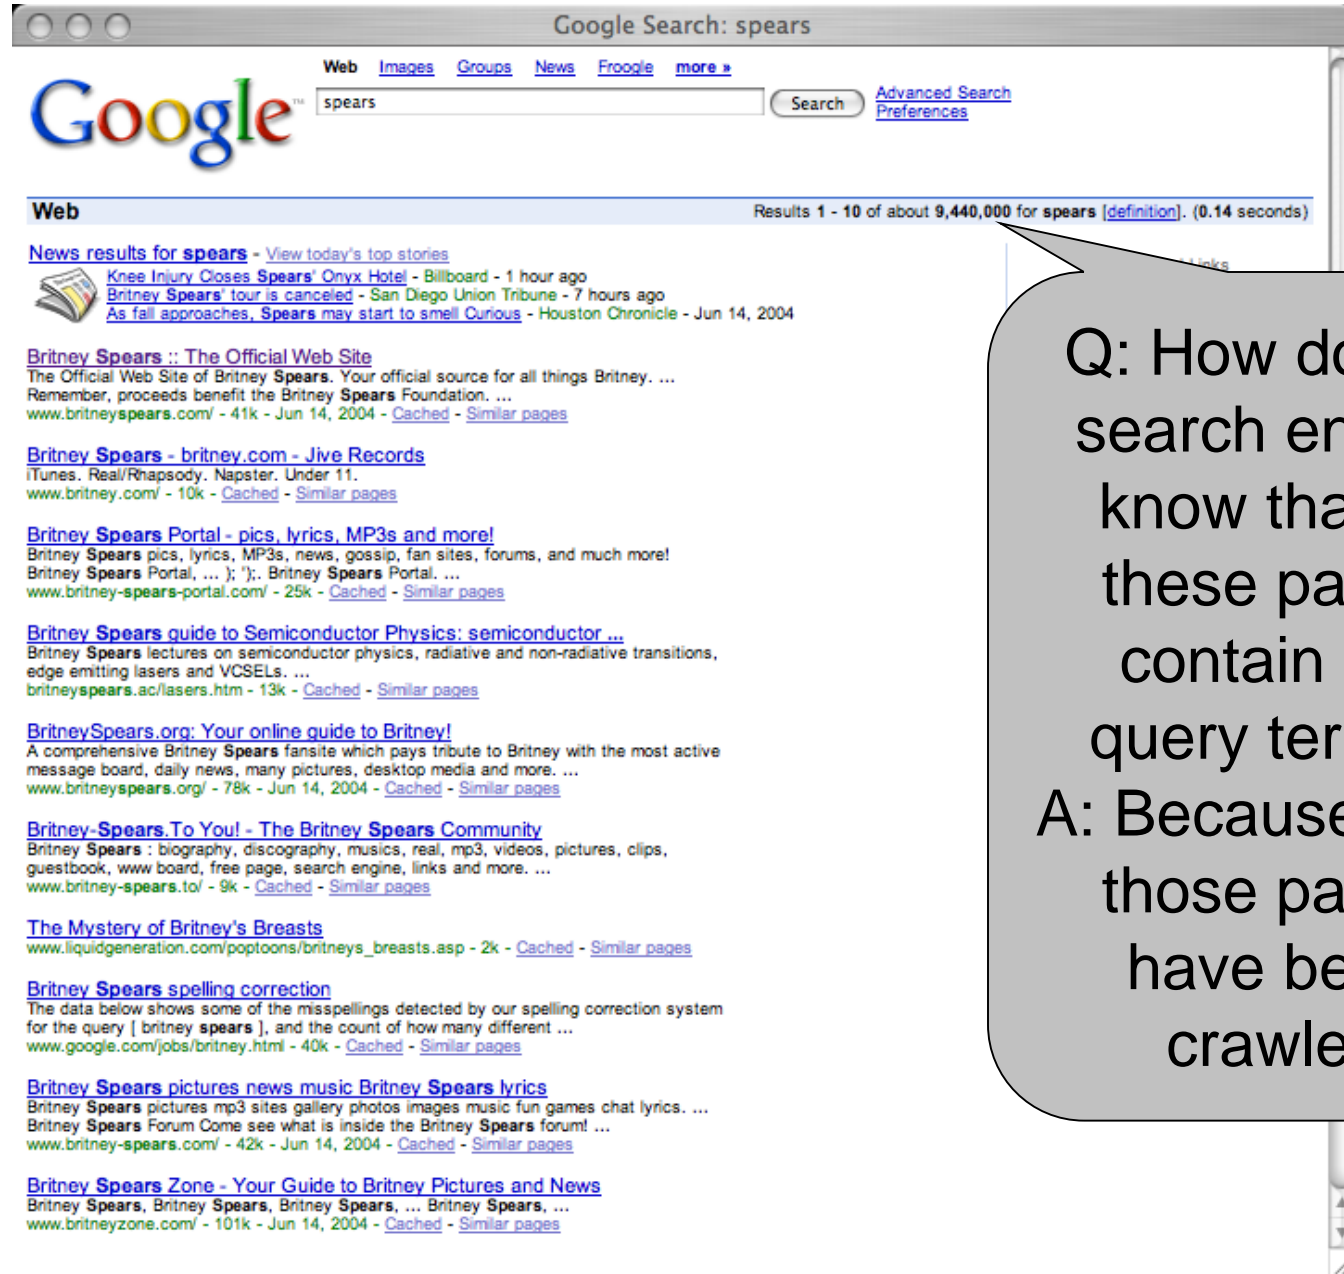 Google Search: spears
Web Images Groups News Froogle more »
Google™
spears
Search
Advanced Search
Preferences
Web
Results 1 - 10 of about 9,440,000 for spears [definition]. (0.14 seconds)
News results for spears - View today's top stories
Knee Injury Closes Spears' Onyx Hotel - Billboard - 1 hour ago
Britney Spears' tour is canceled - San Diego Union Tribune - 7 hours ago
As fall approaches, Spears may start to smell Curious - Houston Chronicle - Jun 14, 2004
Links
Britney Spears :: The Official Web Site
The Official Web Site of Britney Spears. Your official source for all things Britney. ...
Remember, proceeds benefit the Britney Spears Foundation. ...
www.britneyspears.com/ - 41k - Jun 14, 2004 - Cached - Similar pages
Britney Spears - britney.com - Jive Records
iTunes. Real/Rhapsody. Napster. Under 11.
www.britney.com/ - 10k - Cached - Similar pages
Britney Spears Portal - pics, lyrics, MP3s and more!
Britney Spears pics, lyrics, MP3s, news, gossip, fan sites, forums, and much more!
Britney Spears Portal, ... }; ');. Britney Spears Portal. ...
www.britney-spears-portal.com/ - 25k - Cached - Similar pages
Britney Spears guide to Semiconductor Physics: semiconductor ...
Britney Spears lectures on semiconductor physics, radiative and non-radiative transitions,
edge emitting lasers and VCSELs. ...
britneyspears.ac/lasers.htm - 13k - Cached - Similar pages
BritneySpears.org: Your online guide to Britney!
A comprehensive Britney Spears fansite which pays tribute to Britney with the most active
message board, daily news, many pictures, desktop media and more. ...
www.britneyspears.org/ - 78k - Jun 14, 2004 - Cached - Similar pages
Britney-Spears.To You! - The Britney Spears Community
Britney Spears : biography, discography, musics, real, mp3, videos, pictures, clips,
guestbook, www board, free page, search engine, links and more. ...
www.britney-spears.to/ - 9k - Cached - Similar pages
The Mystery of Britney's Breasts
www.liquidgeneration.com/poptoons/britneys_breasts.asp - 2k - Cached - Similar pages
Britney Spears spelling correction
The data below shows some of the misspellings detected by our spelling correction system
for the query [ britney spears ], and the count of how many different ...
www.google.com/jobs/britney.html - 40k - Cached - Similar pages
Britney Spears pictures news music Britney Spears lyrics
Britney Spears pictures mp3 sites gallery photos images music fun games chat lyrics. ...
Britney Spears Forum Come see what is inside the Britney Spears forum! ...
www.britney-spears.com/ - 42k - Jun 14, 2004 - Cached - Similar pages
Britney Spears Zone - Your Guide to Britney Pictures and News
Britney Spears, Britney Spears, Britney Spears, ... Britney Spears, ...
www.britneyzone.com/ - 101k - Jun 14, 2004 - Cached - Similar pages
Q: How do
search en
know tha
these pa
contain
query ter
A: Because
those pa
have be
crawle